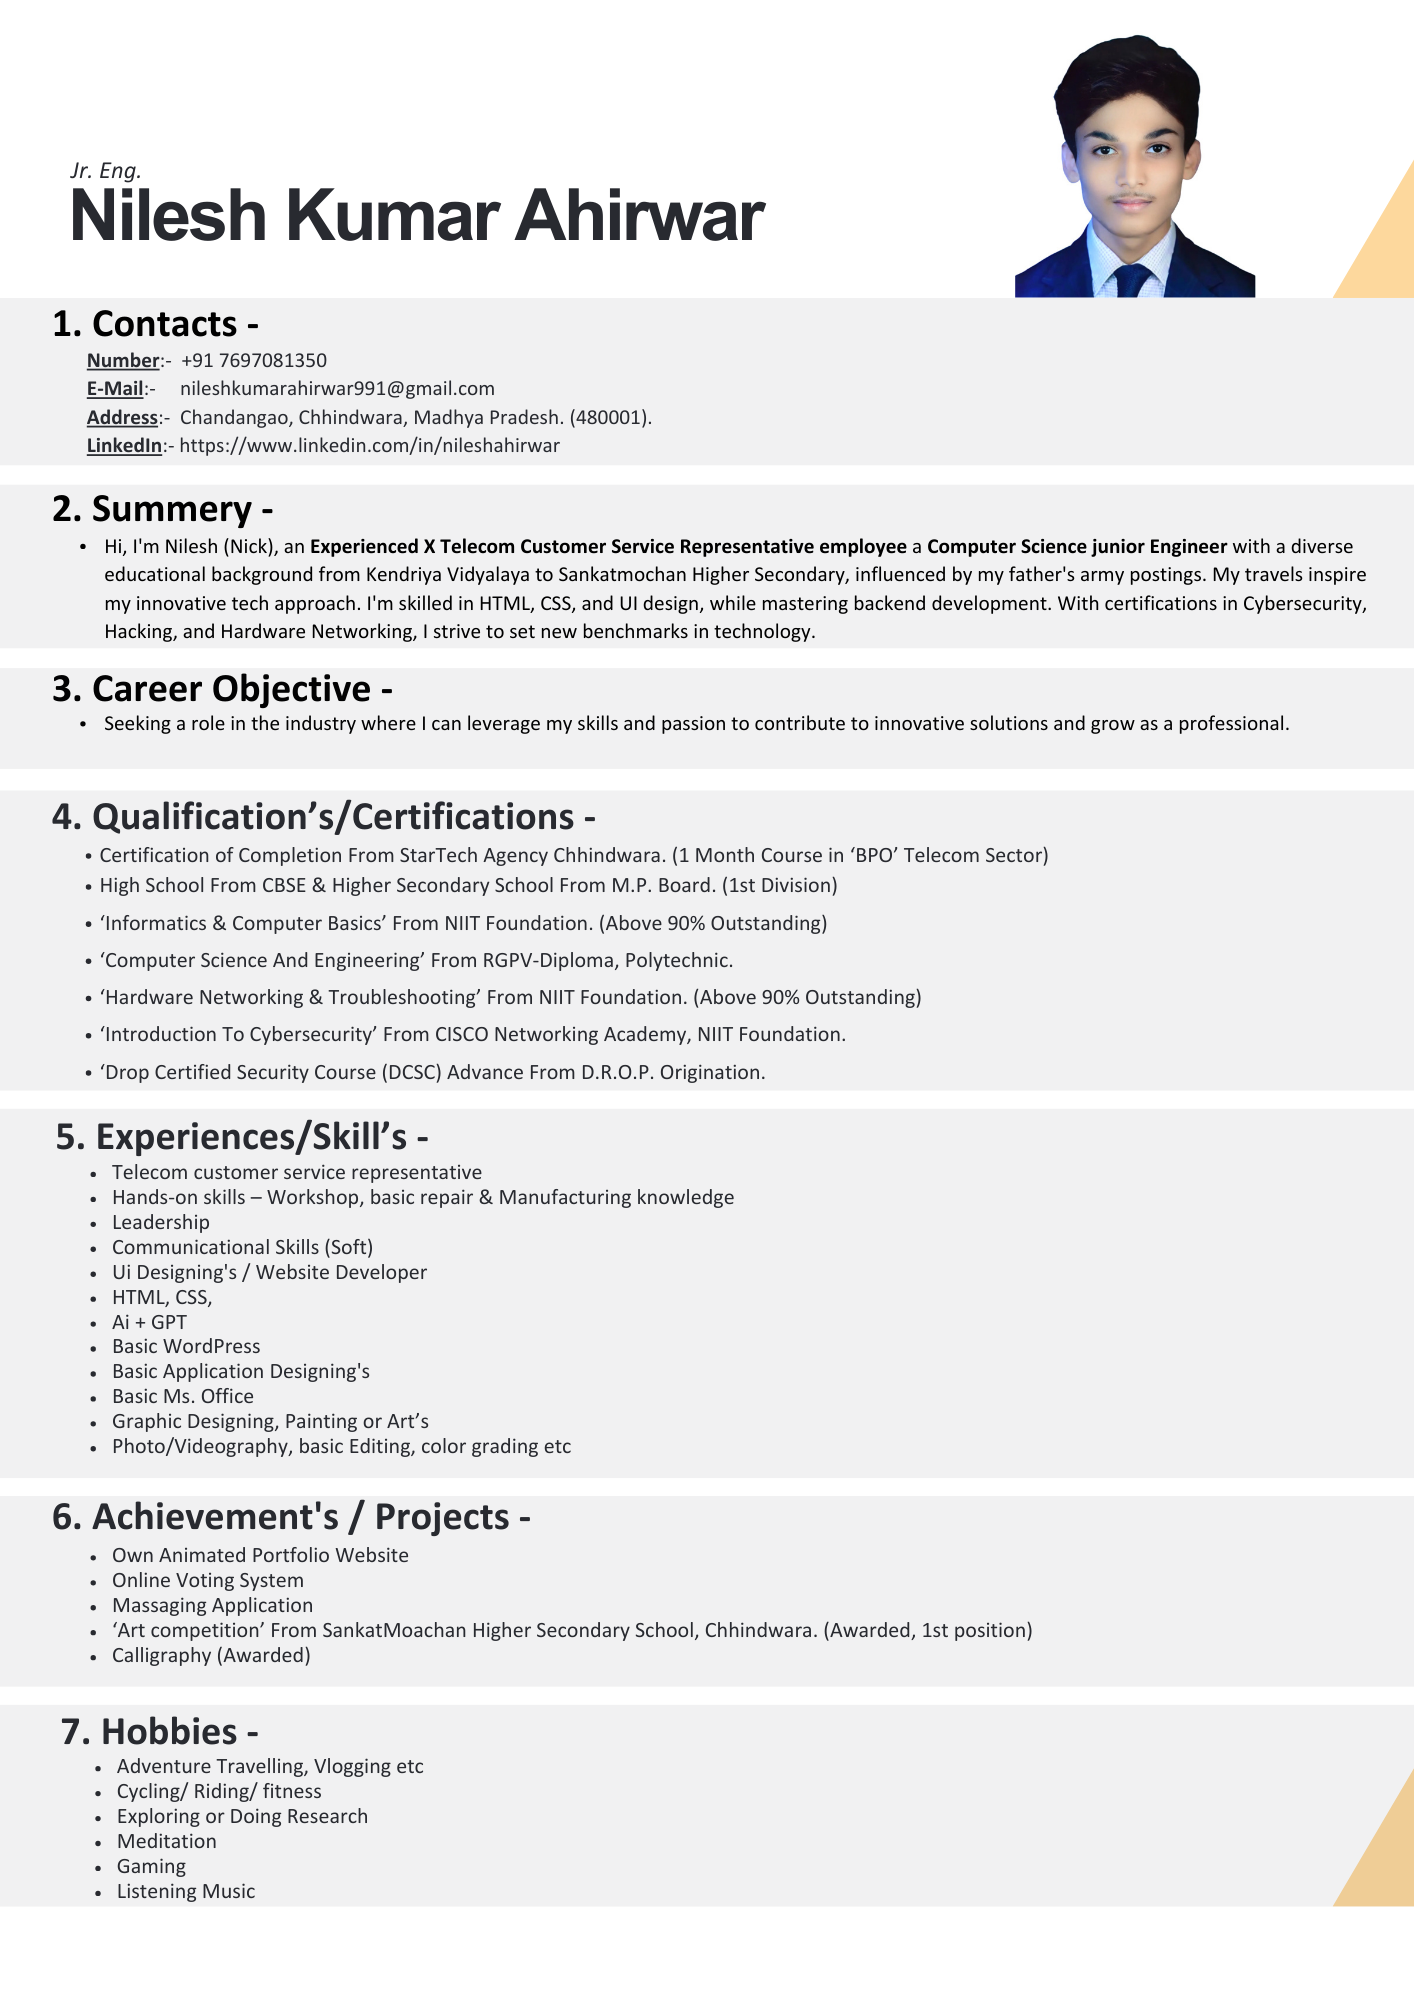 Jr. Eng.
Nilesh Kumar Ahirwar
1. Contacts -
Number:- +91 7697081350
E-Mail:- nileshkumarahirwar991@gmail.com
Address:- Chandangao, Chhindwara, Madhya Pradesh. (480001).
LinkedIn:- https://www.linkedin.com/in/nileshahirwar
2. Summery -
• Hi, I'm Nilesh (Nick), an Experienced X Telecom Customer Service Representative employee a Computer Science junior Engineer with a diverse
educational background from Kendriya Vidyalaya to Sankatmochan Higher Secondary, influenced by my father's army postings. My travels inspire
my innovative tech approach. I'm skilled in HTML, CSS, and UI design, while mastering backend development. With certifications in Cybersecurity,
Hacking, and Hardware Networking, I strive to set new benchmarks in technology.
3. Career Objective -
• Seeking a role in the industry where I can leverage my skills and passion to contribute to innovative solutions and grow as a professional.
4. Qualification’s/Certifications -
• Certification of Completion From StarTech Agency Chhindwara. (1 Month Course in ‘BPO’ Telecom Sector)
• High School From CBSE & Higher Secondary School From M.P. Board. (1st Division)
• ‘Informatics & Computer Basics’ From NIIT Foundation. (Above 90% Outstanding)
• ‘Computer Science And Engineering’ From RGPV-Diploma, Polytechnic.
• ‘Hardware Networking & Troubleshooting’ From NIIT Foundation. (Above 90% Outstanding)
• ‘Introduction To Cybersecurity’ From CISCO Networking Academy, NIIT Foundation.
• ‘Drop Certified Security Course (DCSC) Advance From D.R.O.P. Origination.
5. Experiences/Skill’s -
• Telecom customer service representative
• Hands-on skills – Workshop, basic repair & Manufacturing knowledge
• Leadership
• Communicational Skills (Soft)
• Ui Designing's / Website Developer
• HTML, CSS,
• Ai + GPT
• Basic WordPress
• Basic Application Designing's
• Basic Ms. Office
• Graphic Designing, Painting or Art’s
• Photo/Videography, basic Editing, color grading etc
6. Achievement's / Projects -
• Own Animated Portfolio Website
• Online Voting System
• Massaging Application
• ‘Art competition’ From SankatMoachan Higher Secondary School, Chhindwara. (Awarded, 1st position)
• Calligraphy (Awarded)
7. Hobbies -
• Adventure Travelling, Vlogging etc
• Cycling/ Riding/ fitness
• Exploring or Doing Research
• Meditation
• Gaming
• Listening Music